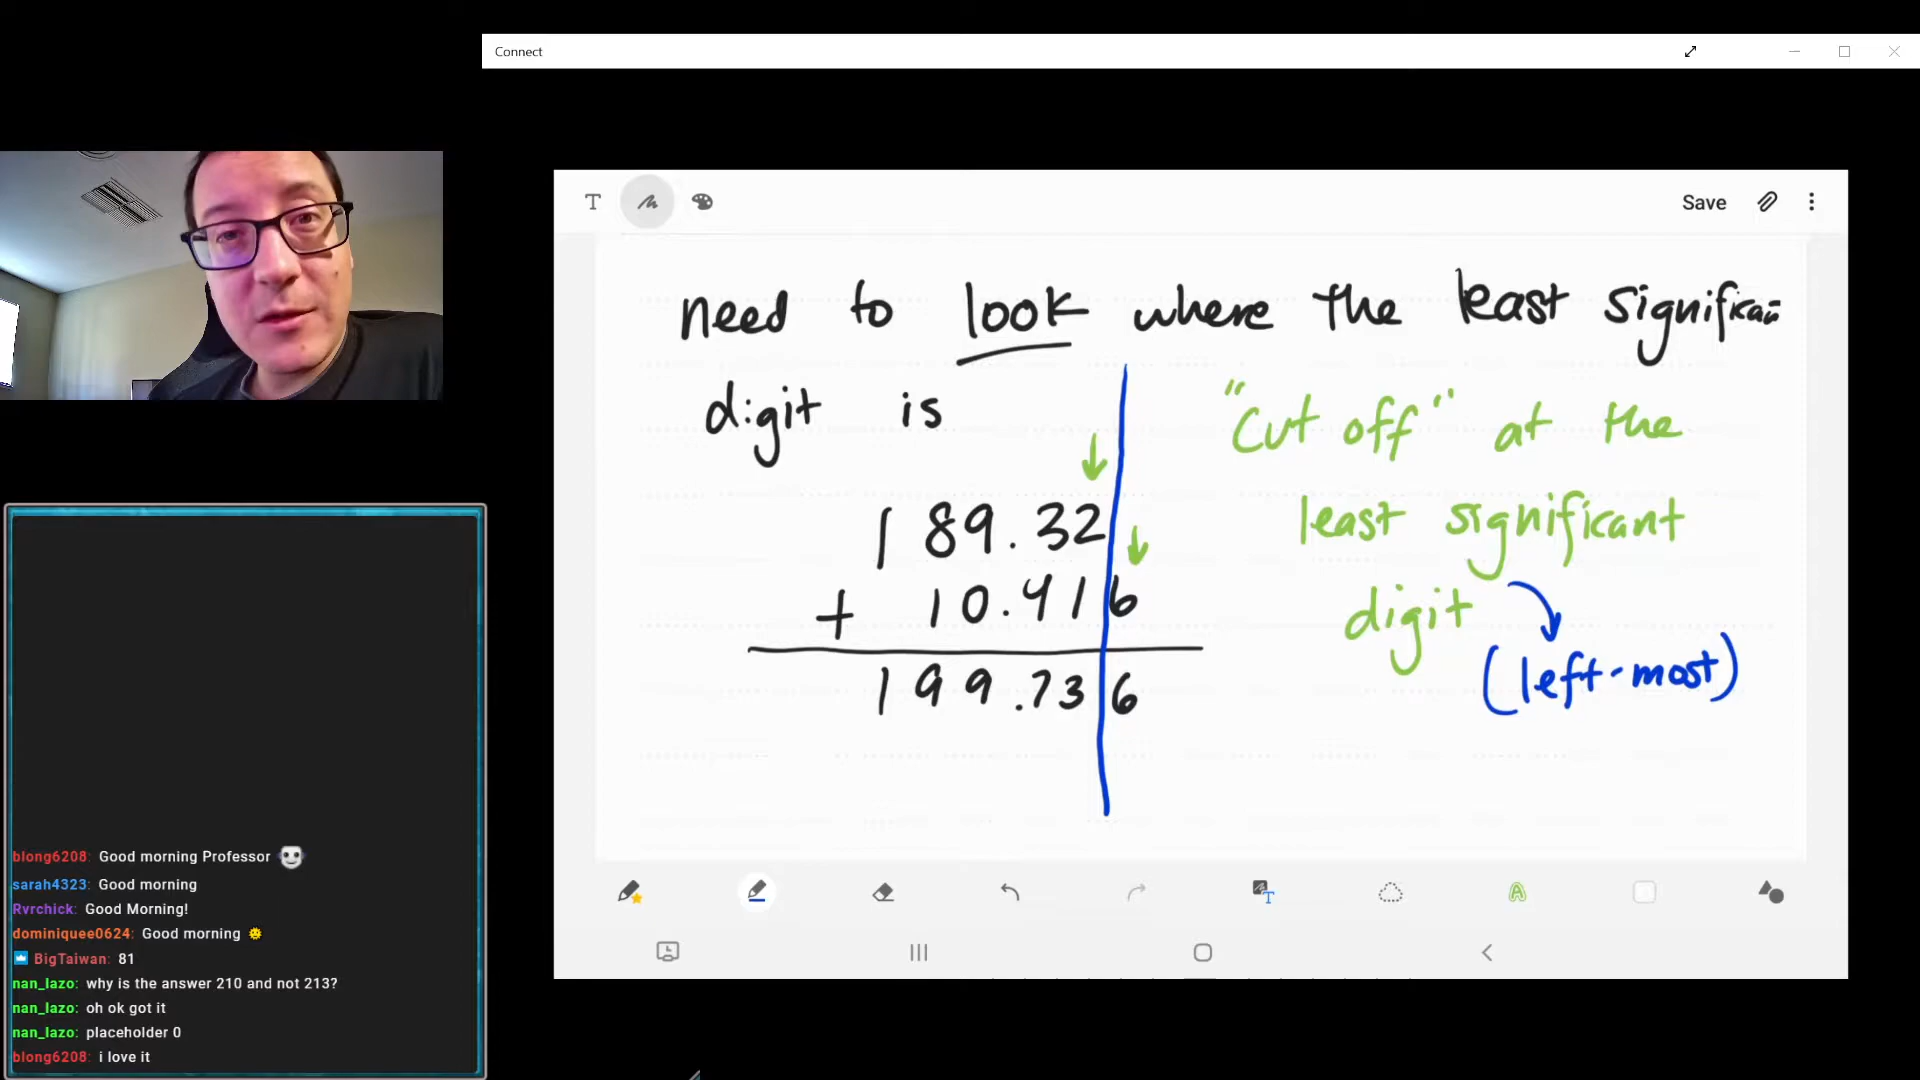 Connect
T
Save
need to look where the least significan
digit is
"cut off" at the
least significant
digit
(left-most)
189.32
+ 10.416
199.736
blong6208: Good morning Professor
sarah4323: Good morning
Rvrchick: Good Morning!
dominiquee0624: Good morning
BigTaiwan: 81
nan_lazo: why is the answer 210 and not 213?
nan_lazo: oh ok got it
nan_lazo: placeholder 0
blong6208: i love it